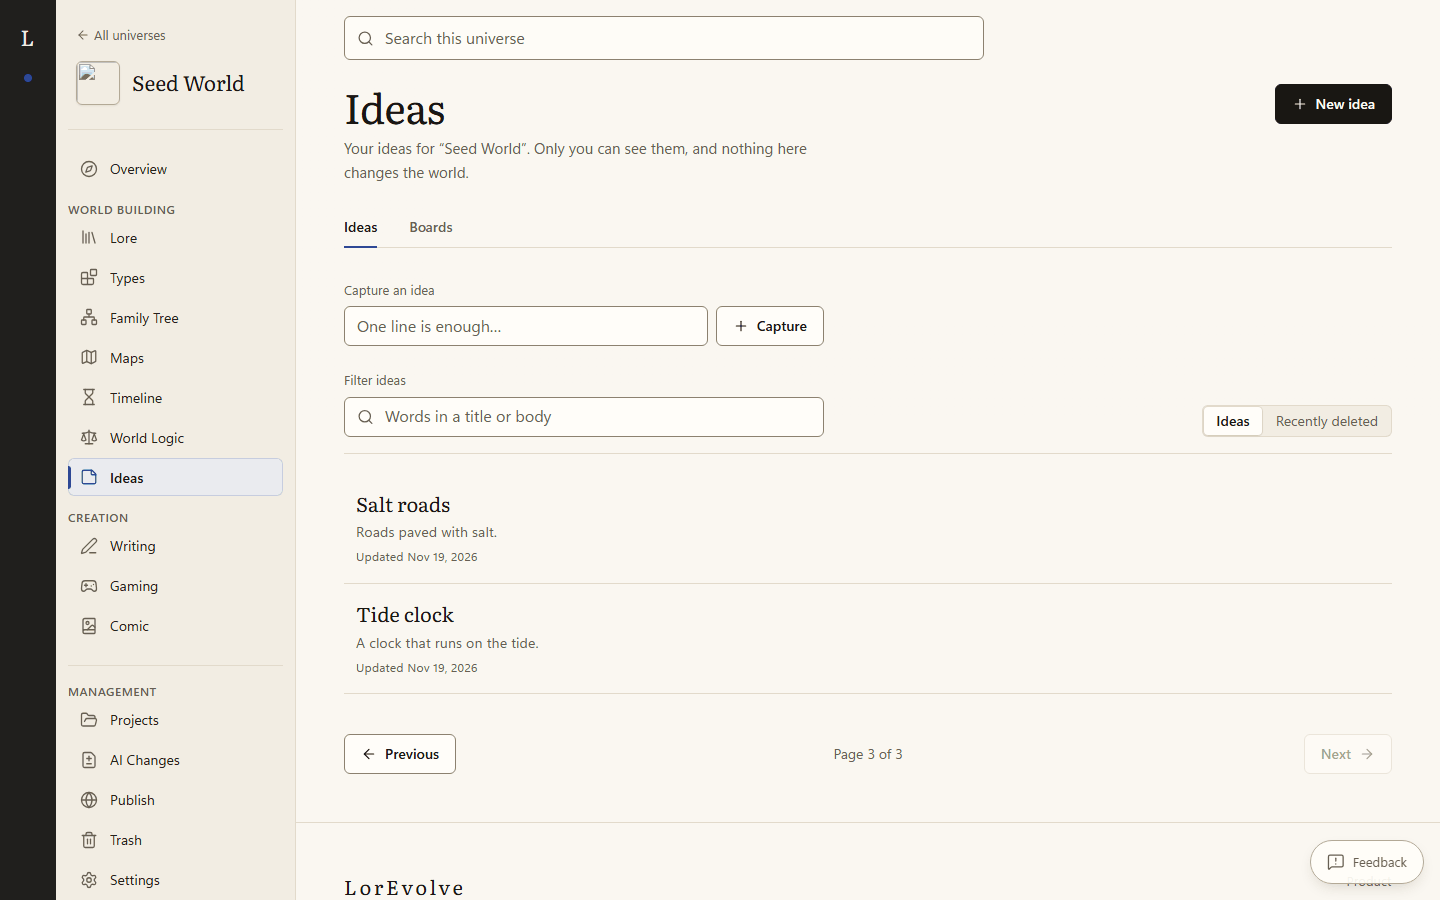 L
All universes
Seed World
Overview
WORLD BUILDING
Lore
Types
Family Tree
Maps
Timeline
World Logic
Ideas
CREATION
Writing
Gaming
Comic
MANAGEMENT
Projects
AI Changes
Publish
Trash
Settings
Search this universe
Ideas
New idea
Your ideas for “Seed World”. Only you can see them, and nothing here
changes the world.
Ideas Boards
Capture an idea
One line is enough...
Capture
Filter ideas
Words in a title or body
Ideas Recently deleted
Salt roads
Roads paved with salt.
Updated Nov 19, 2026
Tide clock
A clock that runs on the tide.
Updated Nov 19, 2026
Previous Page 3 of 3 Next
Feedback
LorEvolve
Product